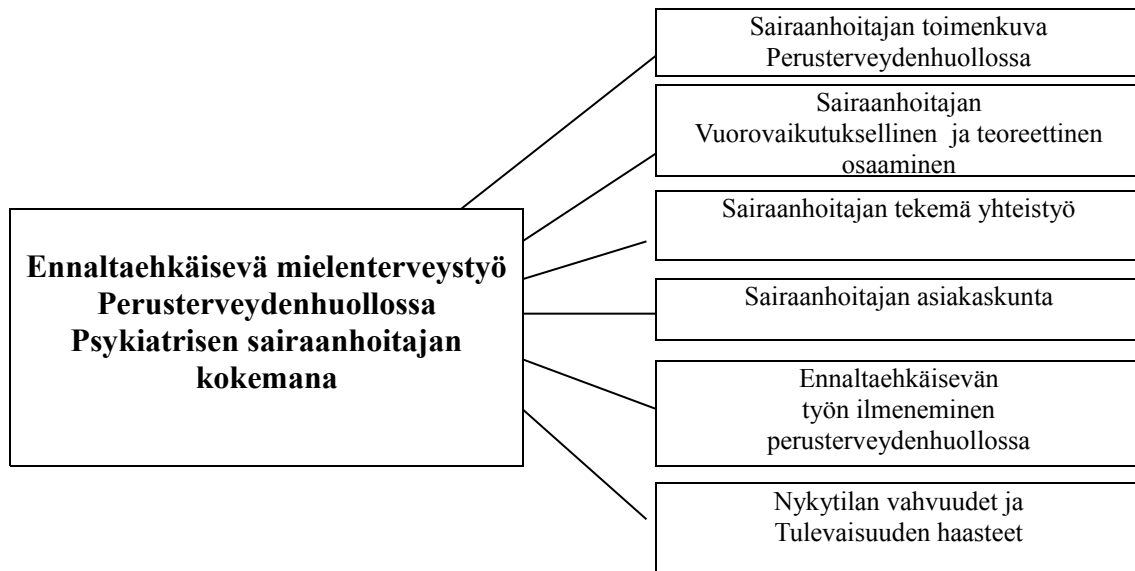 Ennaltaehkäisevä mielenterveystyö
Perusterveydenhuollossa
Psykiatrisen sairaanhoitajan
kokemana
Sairaanhoitajan toimenkuva
Perusterveydenhuollossa
Sairaanhoitajan
Vuorovaikutuksellinen ja teoreettinen
osaaminen
Sairaanhoitajan tekemä yhteistyö
Sairaanhoitajan asiakaskunta
Ennaltaehkäisevän
työn ilmeneminen
perusterveydenhuollossa
Nykytilan vahvuudet ja
Tulevaisuuden haasteet